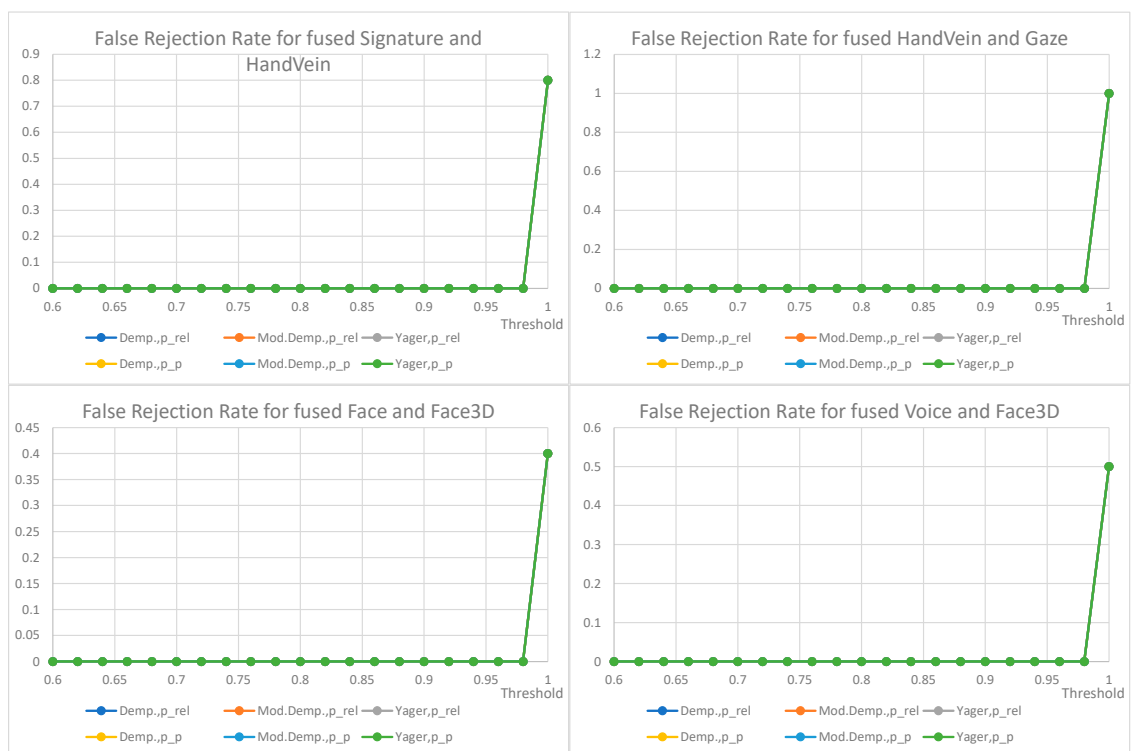 False Rejection Rate for fused Signature and
HandVein
0.9
0.8
0.7
0.6
0.5
0.4
0.3
0.2
0.1
0
0.6 0.65 0.7 0.75 0.8 0.85 0.9 0.95 1
Threshold
Demp.,p_rel Mod.Demp.,p_rel Yager,p_rel
Demp.,p_p Mod.Demp.,p_p Yager,p_p
False Rejection Rate for fused HandVein and Gaze
1.2
1
0.8
0.6
0.4
0.2
0
0.6 0.65 0.7 0.75 0.8 0.85 0.9 0.95 1
Threshold
Demp.,p_rel Mod.Demp.,p_rel Yager,p_rel
Demp.,p_p Mod.Demp.,p_p Yager,p_p
False Rejection Rate for fused Face and Face3D
0.45
0.4
0.35
0.3
0.25
0.2
0.15
0.1
0.05
0
0.6 0.65 0.7 0.75 0.8 0.85 0.9 0.95 1
Threshold
Demp.,p_rel Mod.Demp.,p_rel Yager,p_rel
Demp.,p_p Mod.Demp.,p_p Yager,p_p
False Rejection Rate for fused Voice and Face3D
0.6
0.5
0.4
0.3
0.2
0.1
0
0.6 0.65 0.7 0.75 0.8 0.85 0.9 0.95 1
Threshold
Demp.,p_rel Mod.Demp.,p_rel Yager,p_rel
Demp.,p_p Mod.Demp.,p_p Yager,p_p